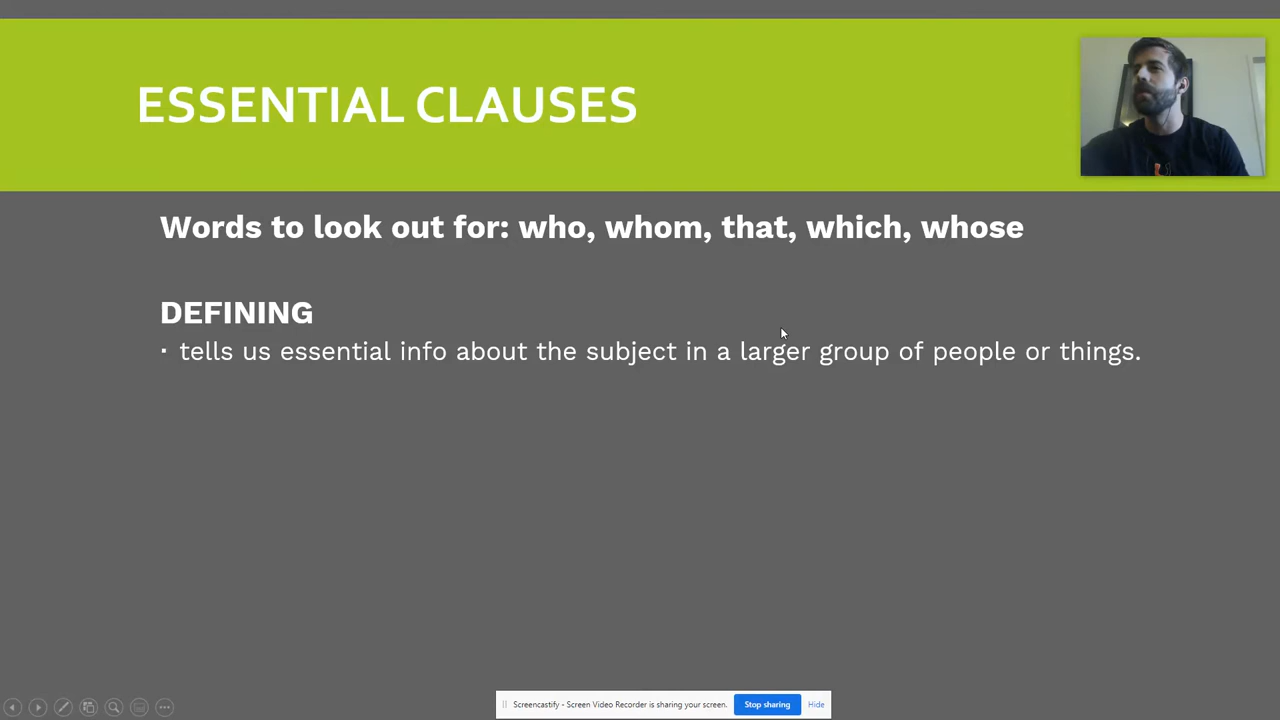 ESSENTIAL CLAUSES
Words to look out for: who, whom, that, which, whose
DEFINING
· tells us essential info about the subject in a larger group of people or things.
Screencastify - Screen Video Recorder is sharing your screen. Stop sharing Hide